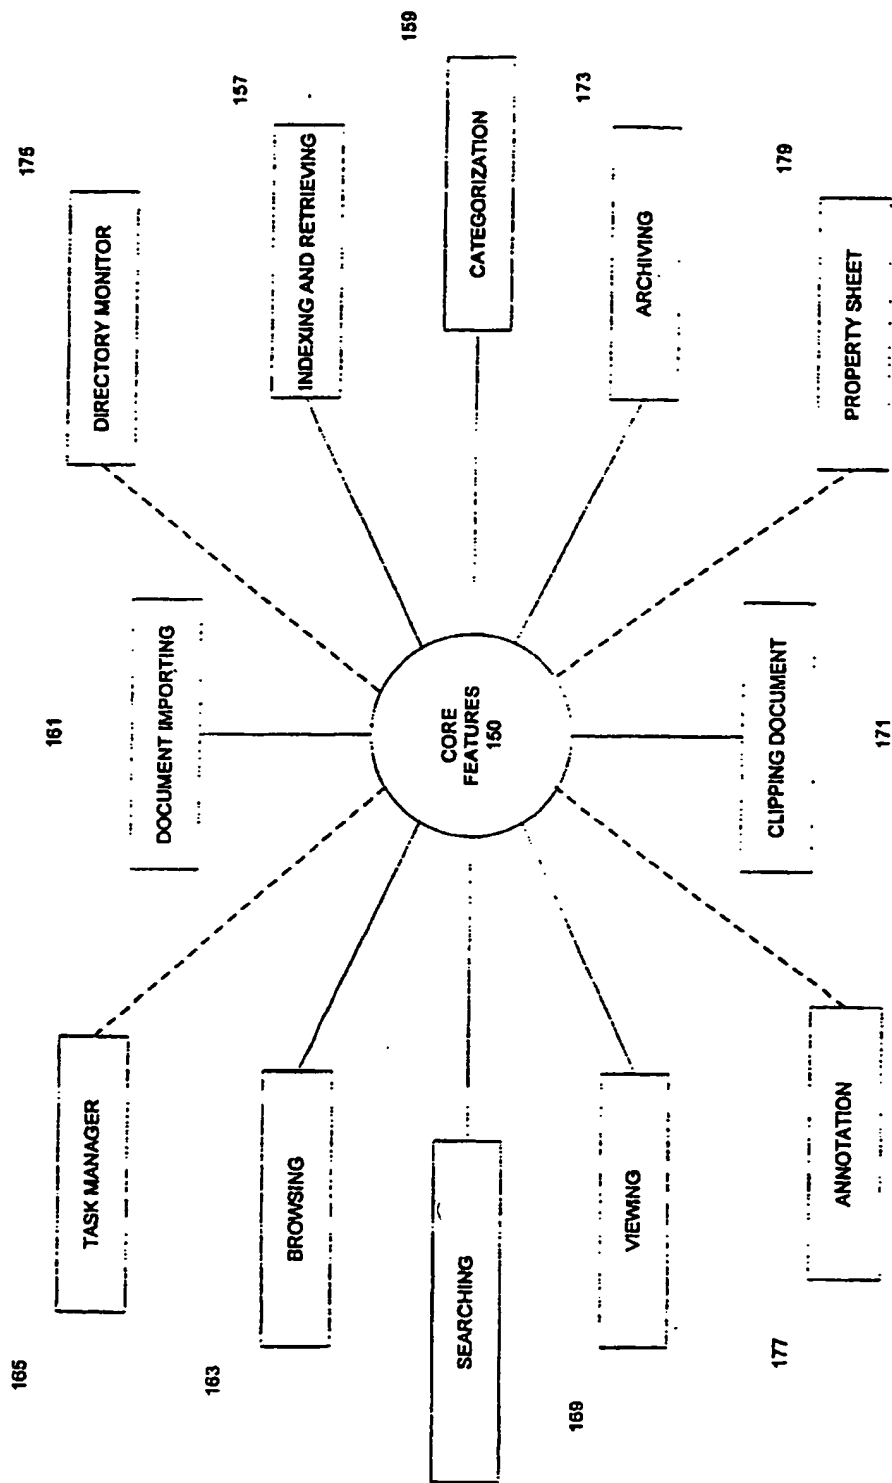 165
161
175
TASK MANAGER
DOCUMENT IMPORTING
DIRECTORY MONITOR
163
157
BROWSING
INDEXING AND RETRIEVING
159
SEARCHING
CORE
FEATURES
150
CATEGORIZATION
169
173
VIEWING
ARCHIVING
177
179
ANNOTATION
CLIPPING DOCUMENT
PROPERTY SHEET
171